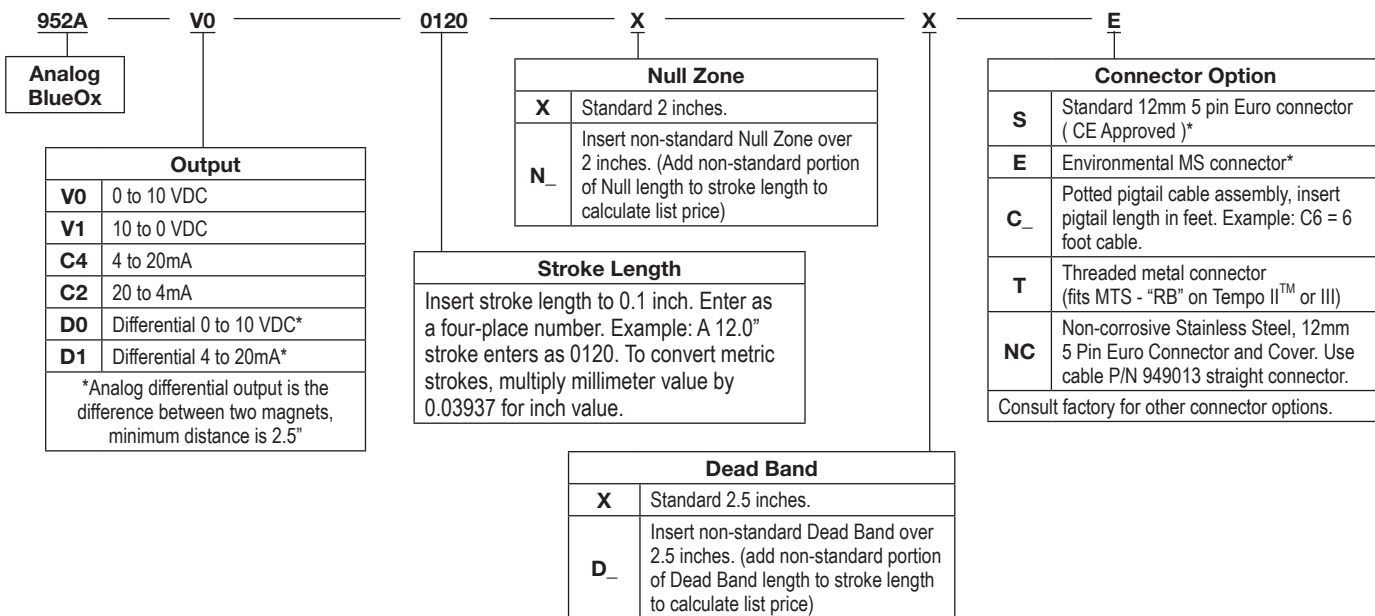 952A V0 0120 X X E
Analog
BlueOx
Output
V0 0 to 10 VDC
V1 10 to 0 VDC
C4 4 to 20mA
C2 20 to 4mA
D0 Differential 0 to 10 VDC*
D1 Differential 4 to 20mA*
*Analog differential output is the
difference between two magnets,
minimum distance is 2.5”
Stroke Length
Insert stroke length to 0.1 inch. Enter as
a four-place number. Example: A 12.0”
stroke enters as 0120. To convert metric
strokes, multiply millimeter value by
0.03937 for inch value.
Null Zone
X Standard 2 inches.
N_ Insert non-standard Null Zone over
2 inches. (Add non-standard portion
of Null length to stroke length to
calculate list price)
Dead Band
X Standard 2.5 inches.
D_ Insert non-standard Dead Band over
2.5 inches. (add non-standard portion
of Dead Band length to stroke length
to calculate list price)
Connector Option
S Standard 12mm 5 pin Euro connector
( CE Approved )*
E Environmental MS connector*
C_ Potted pigtail cable assembly, insert
pigtail length in feet. Example: C6 = 6
foot cable.
T Threaded metal connector
(fits MTS - “RB” on Tempo II™ or III)
NC Non-corrosive Stainless Steel, 12mm
5 Pin Euro Connector and Cover. Use
cable P/N 949013 straight connector.
Consult factory for other connector options.